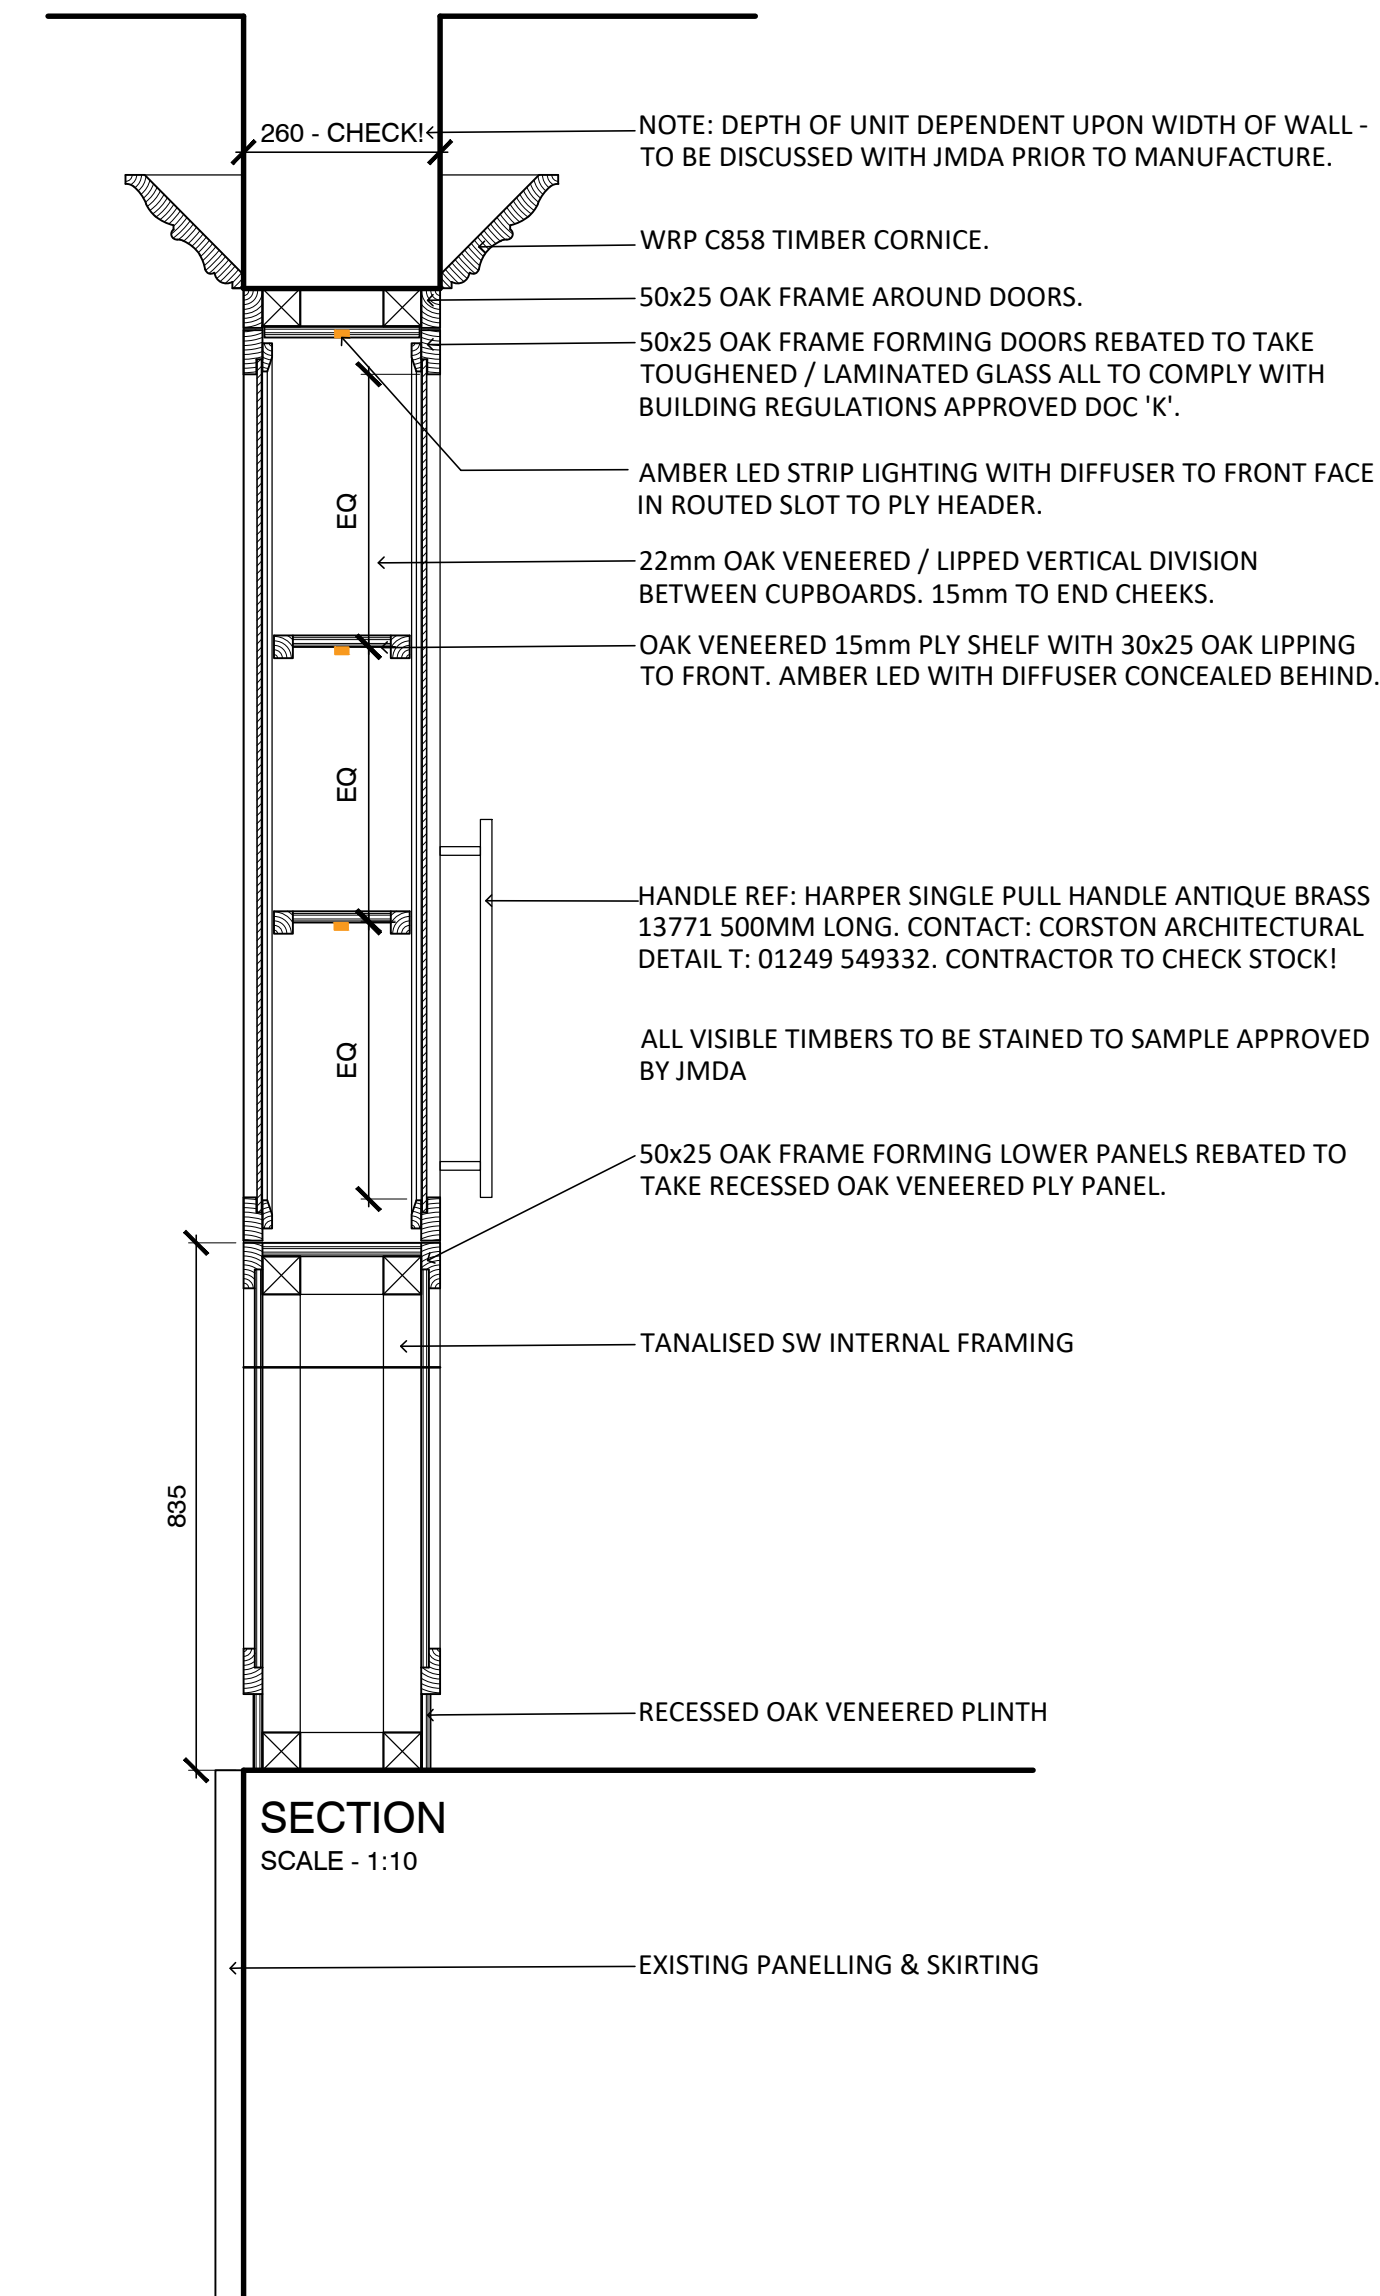 260 - CHECK!
NOTE: DEPTH OF UNIT DEPENDENT UPON WIDTH OF WALL -
TO BE DISCUSSED WITH JMDA PRIOR TO MANUFACTURE.
WRP C858 TIMBER CORNICE.
50x25 OAK FRAME AROUND DOORS.
50x25 OAK FRAME FORMING DOORS REBATED TO TAKE
TOUGHENED / LAMINATED GLASS ALL TO COMPLY WITH
BUILDING REGULATIONS APPROVED DOC 'K'.
AMBER LED STRIP LIGHTING WITH DIFFUSER TO FRONT FACE
IN ROUTED SLOT TO PLY HEADER.
EQ
22mm OAK VENEERED / LIPPED VERTICAL DIVISION
BETWEEN CUPBOARDS. 15mm TO END CHEEKS.
OAK VENEERED 15mm PLY SHELF WITH 30x25 OAK LIPPING
TO FRONT. AMBER LED WITH DIFFUSER CONCEALED BEHIND.
EQ
HANDLE REF: HARPER SINGLE PULL HANDLE ANTIQUE BRASS
13771 500MM LONG. CONTACT: CORSTON ARCHITECTURAL
DETAIL T: 01249 549332. CONTRACTOR TO CHECK STOCK!
EQ
ALL VISIBLE TIMBERS TO BE STAINED TO SAMPLE APPROVED
BY JMDA
50x25 OAK FRAME FORMING LOWER PANELS REBATED TO
TAKE RECESSED OAK VENEERED PLY PANEL.
TANALISED SW INTERNAL FRAMING
835
RECESSED OAK VENEERED PLINTH
SECTION
SCALE - 1:10
EXISTING PANELLING & SKIRTING